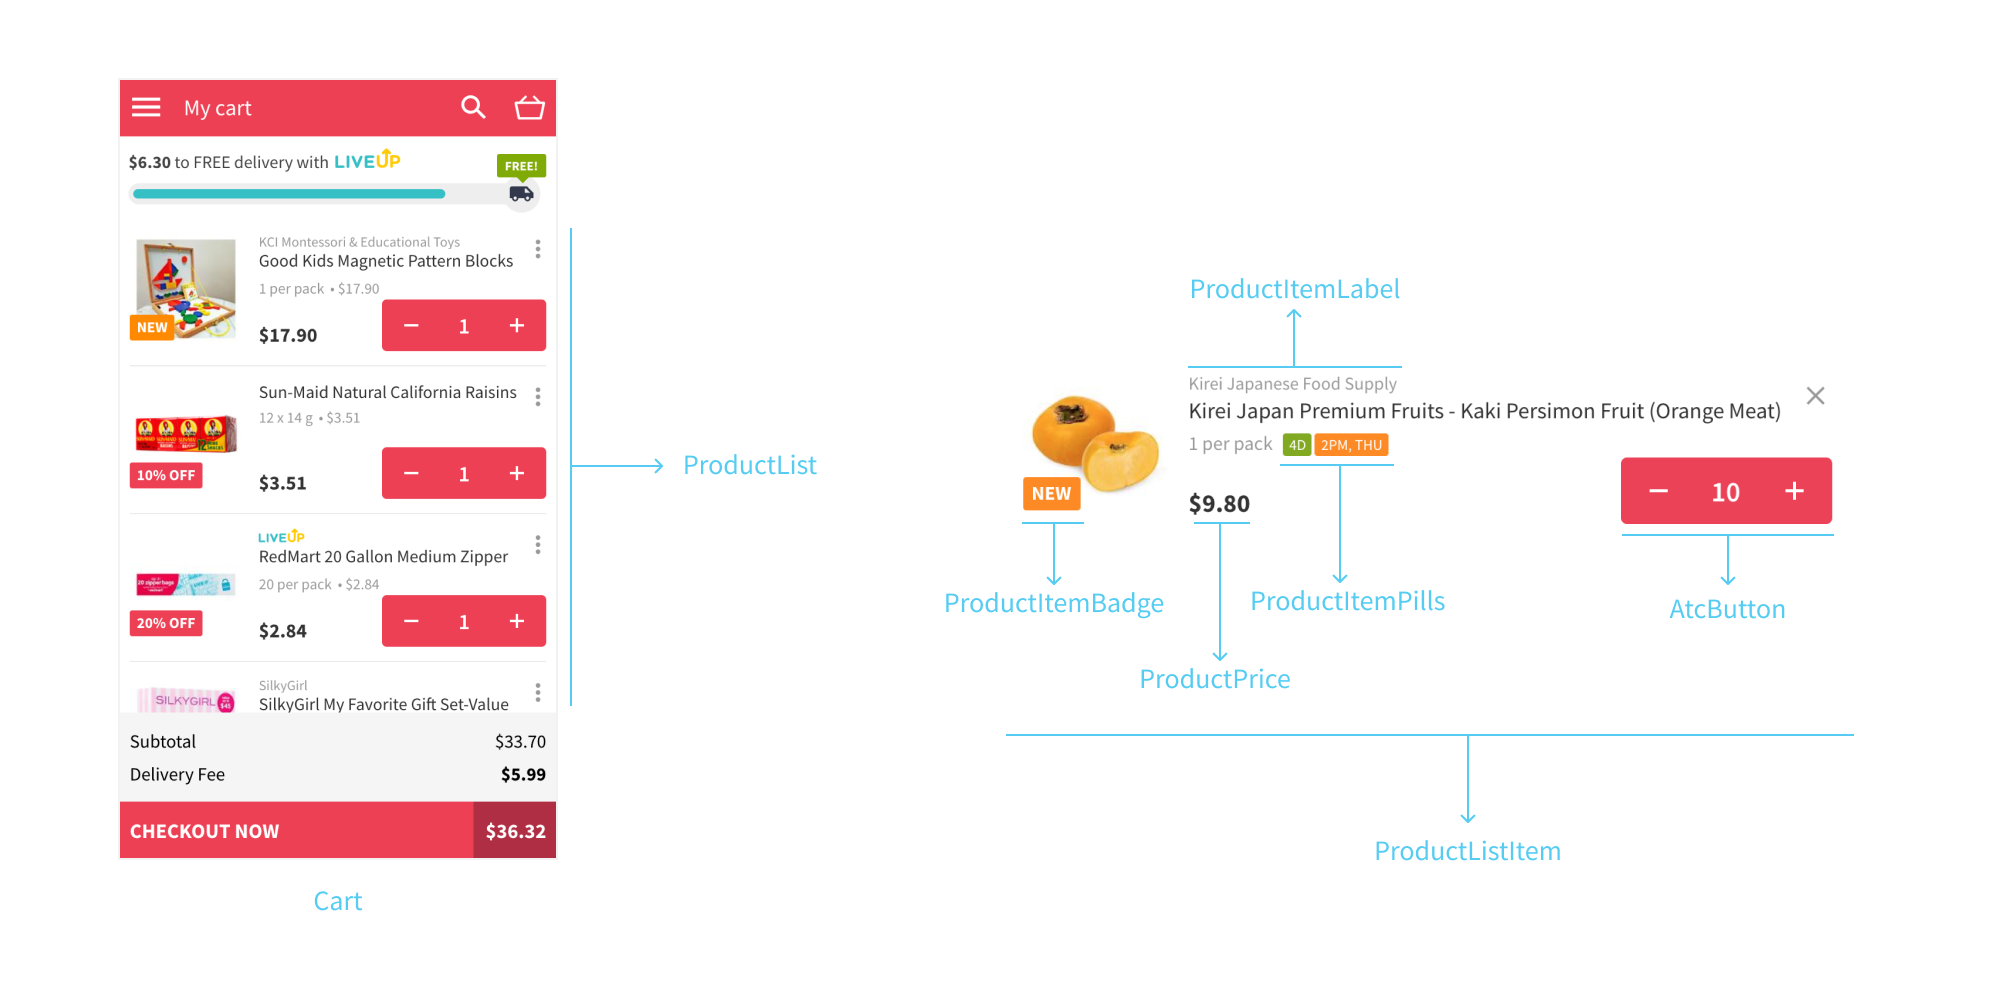 My cart
$6.30 to FREE delivery with LIVEUP
FREE!
KCI Montessori & Educational Toys
Good Kids Magnetic Pattern Blocks
1 per pack • $17.90
NEW
$17.90
− 1 +
Sun-Maid Natural California Raisins
12 x 14 g • $3.51
10% OFF
$3.51
− 1 +
LIVEUP
RedMart 20 Gallon Medium Zipper
20 per pack • $2.84
20 zipper bags
20% OFF
$2.84
− 1 +
SilkyGirl
SilkyGirl My Favorite Gift Set-Value
SILKYGIRL
Subtotal $33.70
Delivery Fee $5.99
CHECKOUT NOW $36.32
Cart
ProductList
ProductItemLabel
Kirei Japanese Food Supply
Kirei Japan Premium Fruits - Kaki Persimon Fruit (Orange Meat)
1 per pack 4D 2PM, THU
NEW
$9.80
− 10 +
ProductItemBadge
ProductItemPills
AtcButton
ProductPrice
ProductListItem